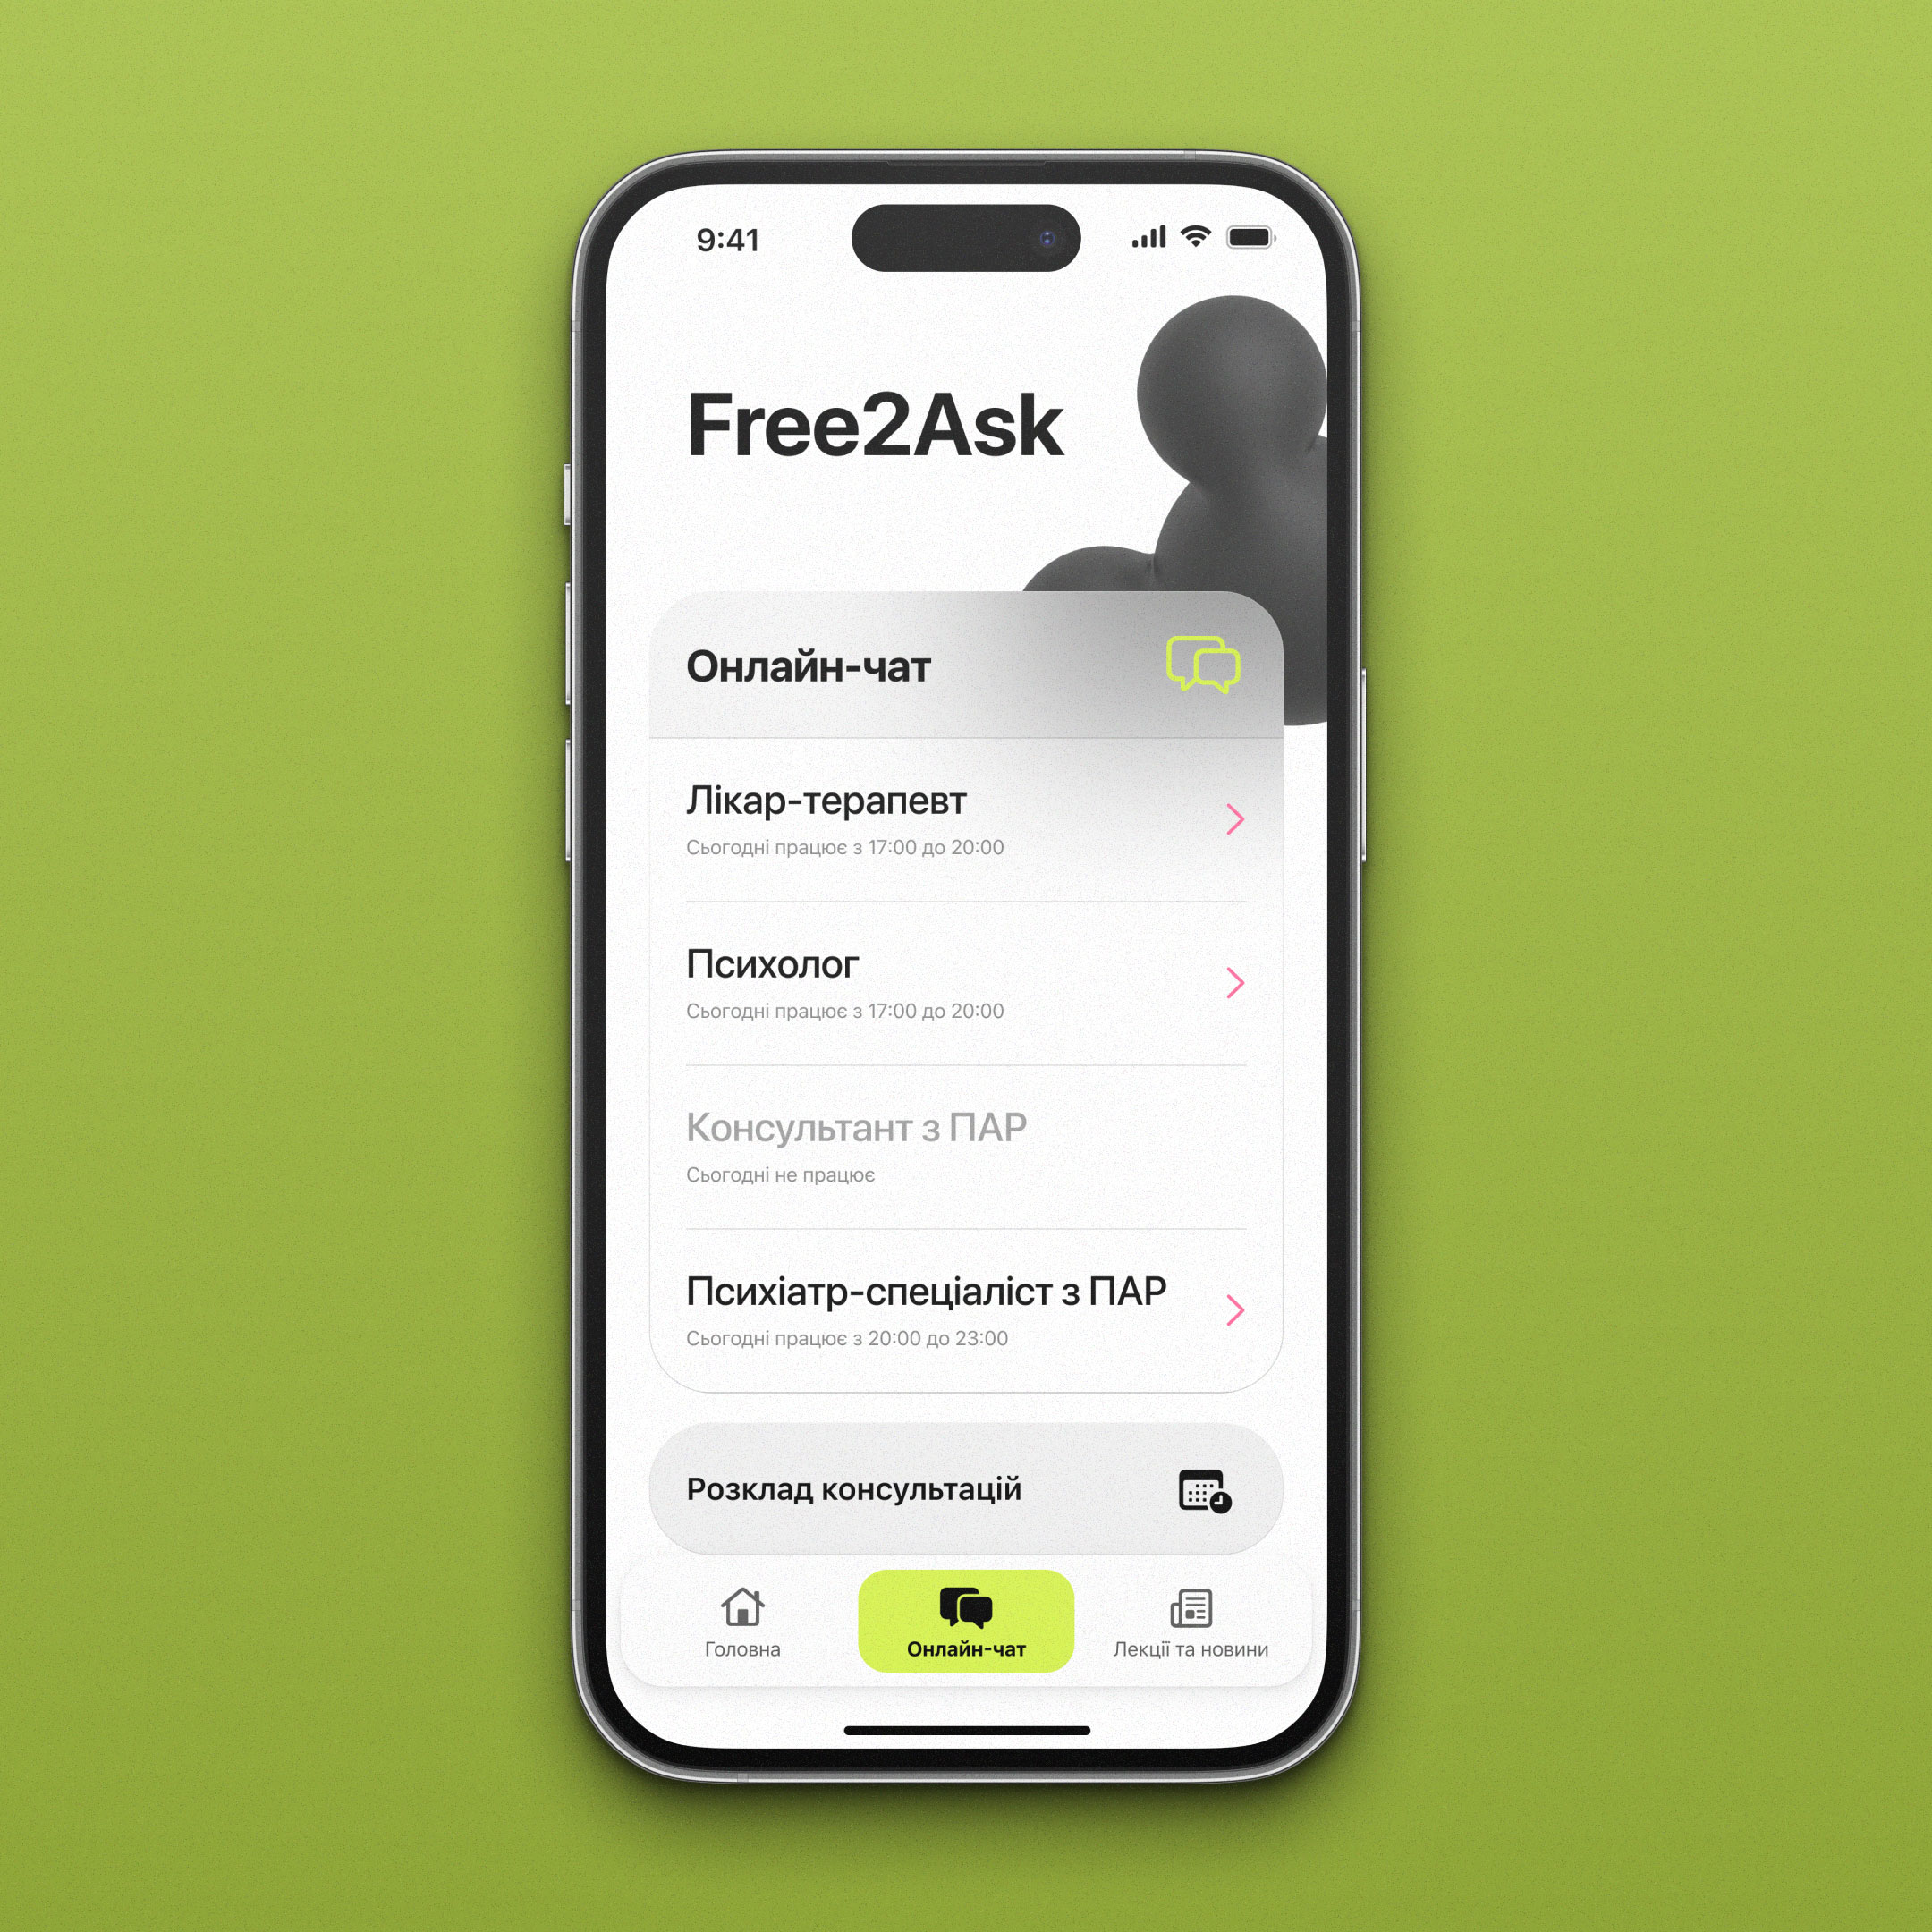 9:41
Free2Ask
Онлайн-чат
Лікар-терапевт
Сьогодні працює з 17:00 до 20:00
Психолог
Сьогодні працює з 17:00 до 20:00
Консультант з ПАР
Сьогодні не працює
Психіатр-спеціаліст з ПАР
Сьогодні працює з 20:00 до 23:00
Розклад консультацій
Головна
Онлайн-чат
Лекції та новини